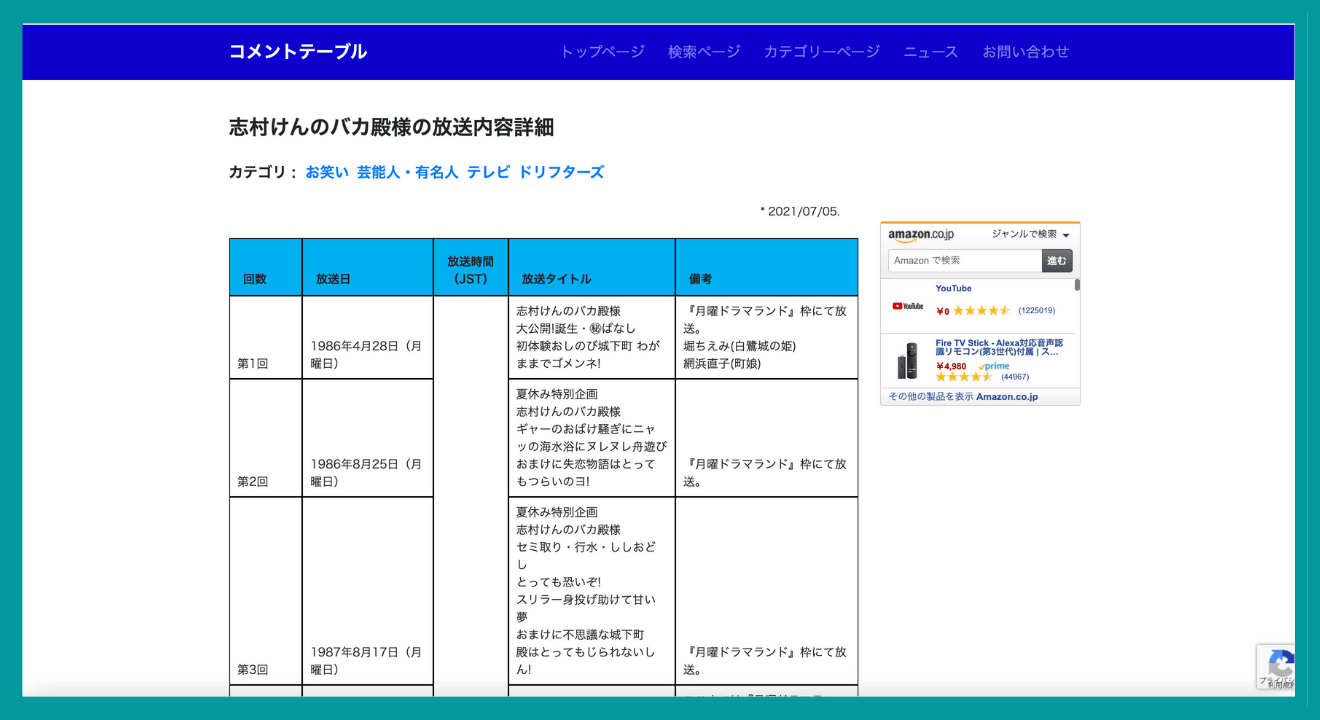 コメントテーブル
トップページ 検索ページ カテゴリーページ ニュース お問い合わせ
志村けんのバカ殿様の放送内容詳細
カテゴリ： お笑い 芸能人・有名人 テレビ ドリフターズ
* 2021/07/05.
回数 放送日 放送時間（JST） 放送タイトル 備考
第1回
1986年4月28日（月
曜日）
志村けんのバカ殿様
大公開!誕生・㊙ばなし
初体験おしのび城下町 わが
ままでゴメンネ!
『月曜ドラマランド』枠にて放
送。
堀ちえみ(白鷺城の姫)
網浜直子(町娘)
第2回
1986年8月25日（月
曜日）
夏休み特別企画
志村けんのバカ殿様
ギャーのおばけ騒ぎにニャ
ッの海水浴にヌレヌレ舟遊び
おまけに失恋物語はとって
もつらいのヨ!
『月曜ドラマランド』枠にて放
送。
第3回
1987年8月17日（月
曜日）
夏休み特別企画
志村けんのバカ殿様
セミ取り・行水・ししおど
し
とっても恐いぞ!
スリラー身投げ助けて甘い
夢
おまけに不思議な城下町
殿はとってもじられないし
ん!
『月曜ドラマランド』枠にて放
送。
amazon.co.jp ジャンルで検索
Amazon で検索 進む
YouTube
YouTube
￥0 (1225019)
Fire TV Stick - Alexa対応音声認
識リモコン(第3世代)付属 | ス...
￥4,980 prime
(44967)
その他の製品を表示 Amazon.co.jp